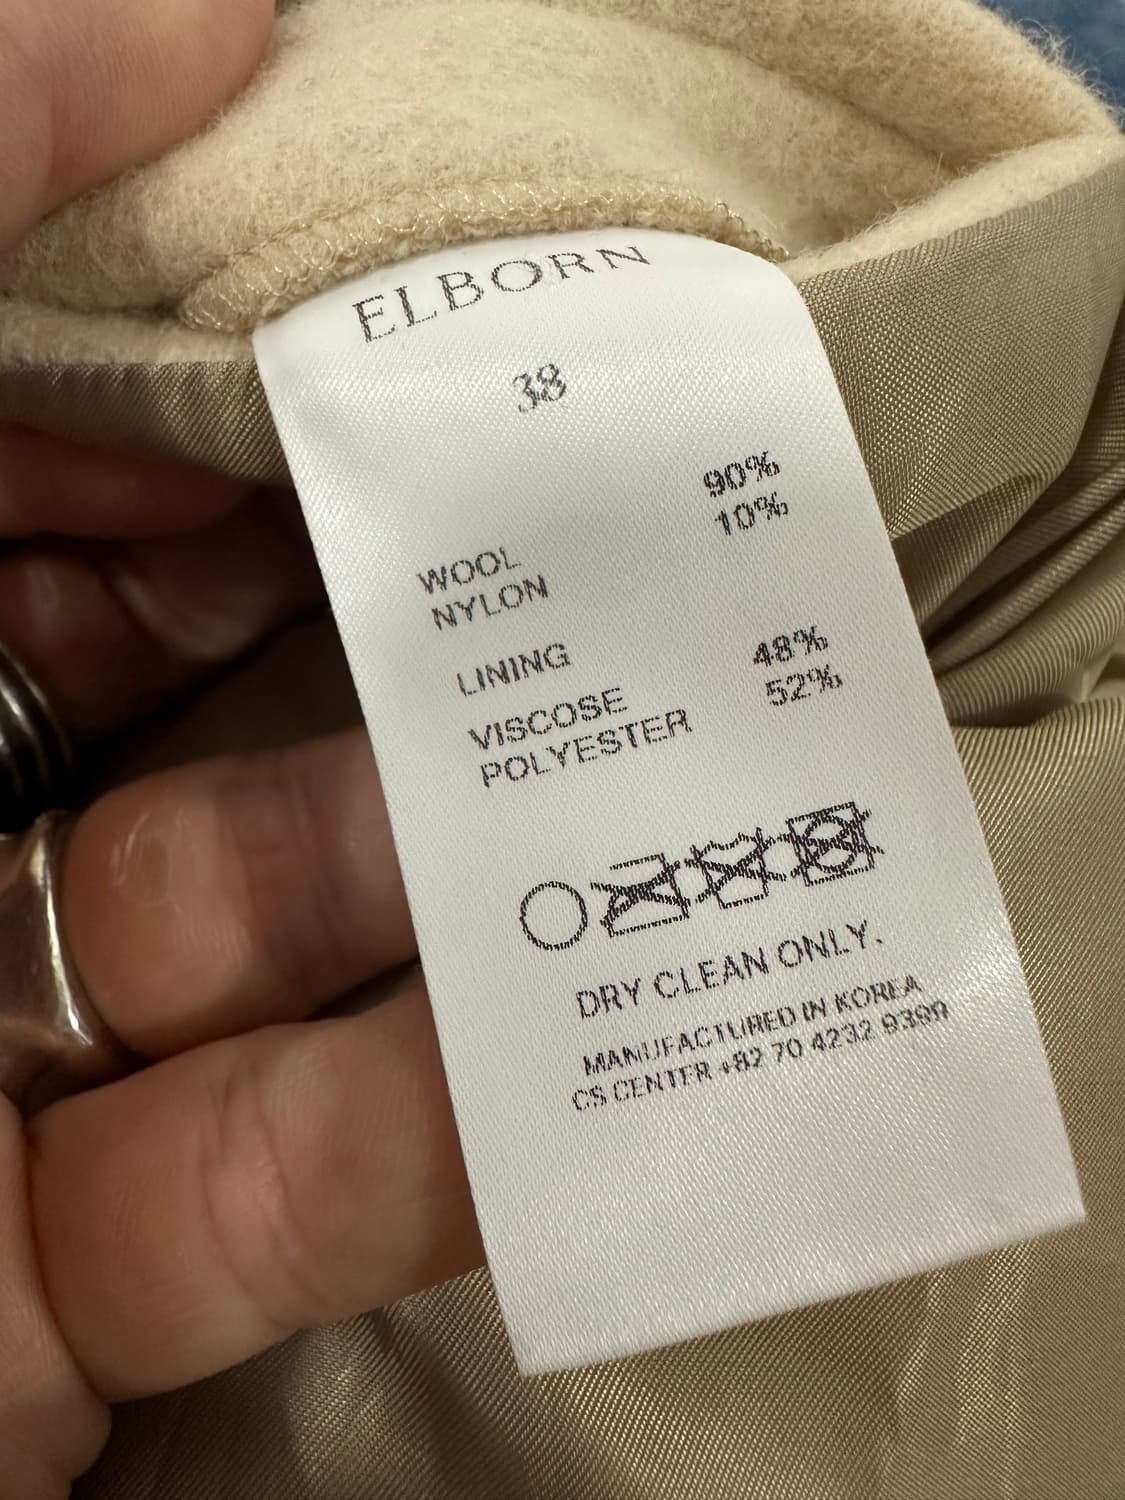 ELBORN
38
WOOL 90%
NYLON 10%
LINING
VISCOSE 48%
POLYESTER 52%
DRY CLEAN ONLY.
MANUFACTURED IN KOREA
CS CENTER +82 70 4232 9399